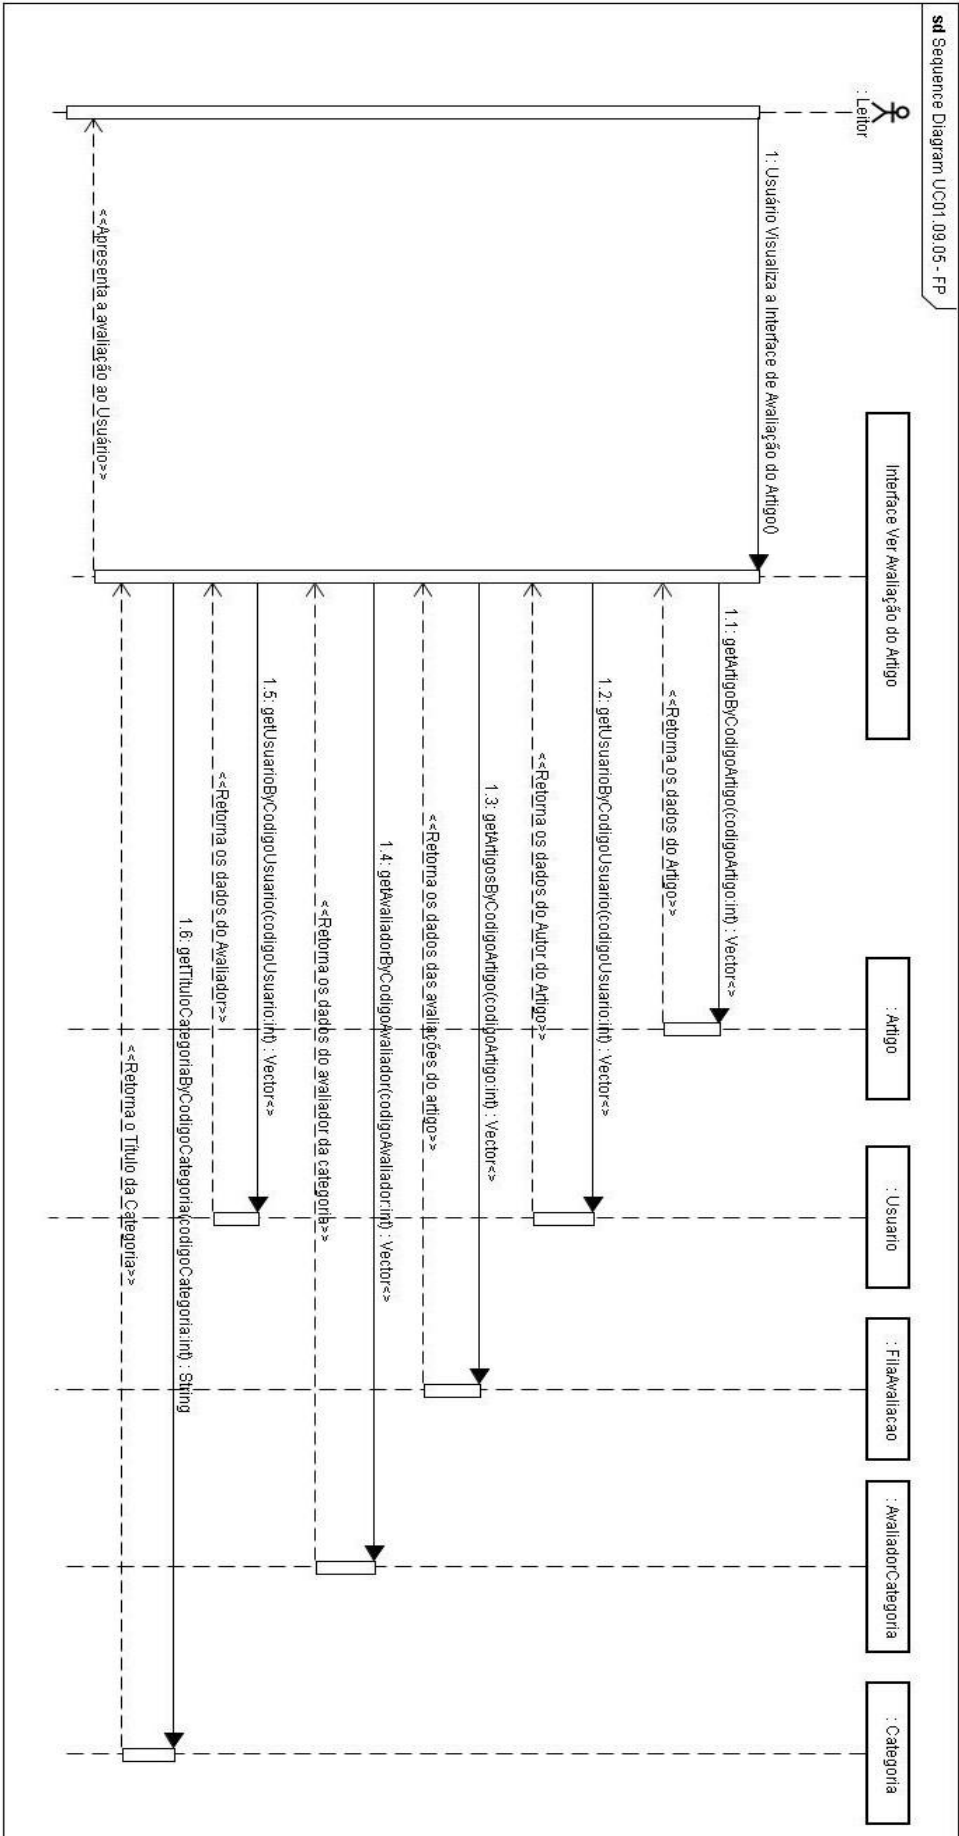 sd Sequence Diagram UC01.09.05 - FP
: Leitor
Interface Ver Avaliação do Artigo
: Artigo
: Usuario
: FilaAvaliacao
: AvaliadorCategoria
: Categoria
1: Usuário Visualiza a Interface de Avaliação do Artigo()
1.1: getArtigoByCodigoArtigo(codigoArtigo:int) : Vector<>
<<Retorna os dados do Artigo>>
1.2: getUsuarioByCodigoUsuario(codigoUsuario:int) : Vector<>
<<Retorna os dados do Autor do Artigo>>
1.3: getArtigosByCodigoArtigo(codigoArtigo:int) : Vector<>
<<Retorna os dados das avaliações do artigo>>
1.4: getAvaliadorByCodigoAvaliador(codigoAvaliador:int) : Vector<>
<<Retorna os dados do avaliador da categoria>>
1.5: getUsuarioByCodigoUsuario(codigoUsuario:int) : Vector<>
<<Retorna os dados do Avaliador>>
1.6: getTituloCategoriaByCodigoCategoria(codigoCategoria:int) : String
<<Retorna o Título da Categoria>>
<<Apresenta a avaliação ao Usuário>>